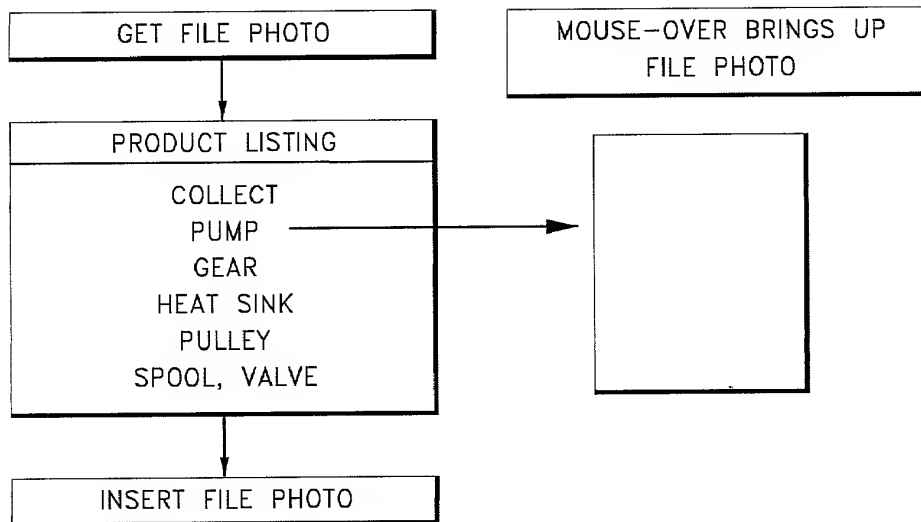 GET FILE PHOTO
MOUSE-OVER BRINGS UP
FILE PHOTO
PRODUCT LISTING
COLLECT
PUMP
GEAR
HEAT SINK
PULLEY
SPOOL, VALVE
INSERT FILE PHOTO